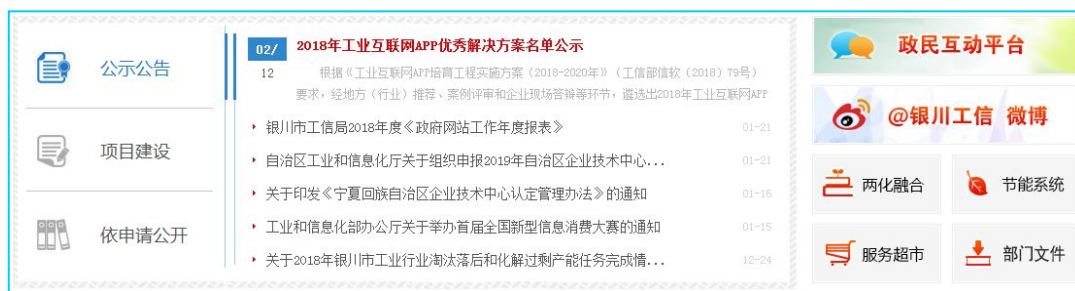 公示公告
项目建设
依申请公开
02/
12
2018年工业互联网APP优秀解决方案名单公示
根据《工业互联网APP培育工程实施方案（2018-2020年》（工信部信软（2018）79号）
要求，经地方（行业）推荐、案例评审和企业现场答辩等环节，遴选出2018年工业互联网APP
银川市工信局2018年度《政府网站工作年度报表》 01-21
自治区工业和信息化厅关于组织申报2019年自治区企业技术中心... 01-21
关于印发《宁夏回族自治区企业技术中心认定管理办法》的通知 01-16
工业和信息化部办公厅关于举办首届全国新型信息消费大赛的通知 01-15
关于2018年银川市工业行业淘汰落后和化解过剩产能任务完成情... 12-24
政民互动平台
@银川工信 微博
两化融合
节能系统
服务超市
部门文件